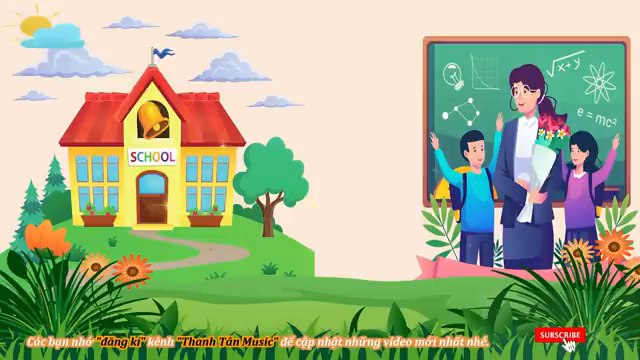 SCHOOL
√x+y
e=mc²
Các bạn nhớ "đăng kí" kênh "Thanh Tân Music" để cập nhật những video mới nhất nhé.
SUBSCRIBE